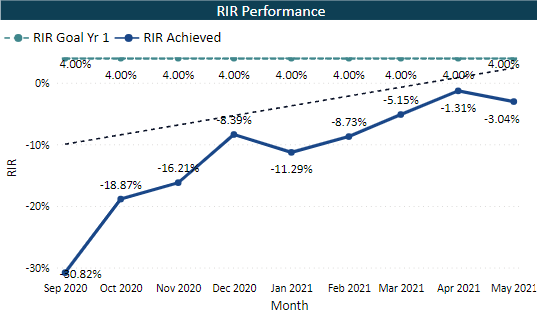 RIR Performance
RIR Goal Yr 1 RIR Achieved
4.00% 4.00% 4.00% 4.00% 4.00% 4.00% 4.00% 4.00% 4.00%
0%
-10%
-20%
-30%
RIR
-30.82% -18.87% -16.21% -8.39% -11.29% -8.73% -5.15% -1.31% -3.04%
Sep 2020 Oct 2020 Nov 2020 Dec 2020 Jan 2021 Feb 2021 Mar 2021 Apr 2021 May 2021
Month